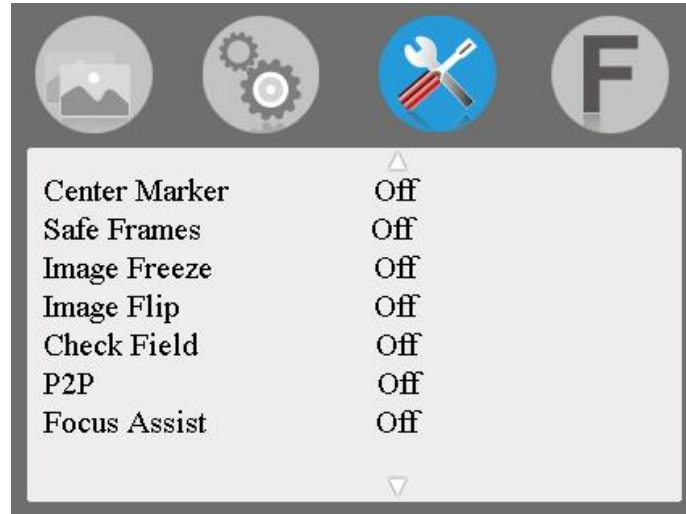 F
Center Marker Off
Safe Frames Off
Image Freeze Off
Image Flip Off
Check Field Off
P2P Off
Focus Assist Off